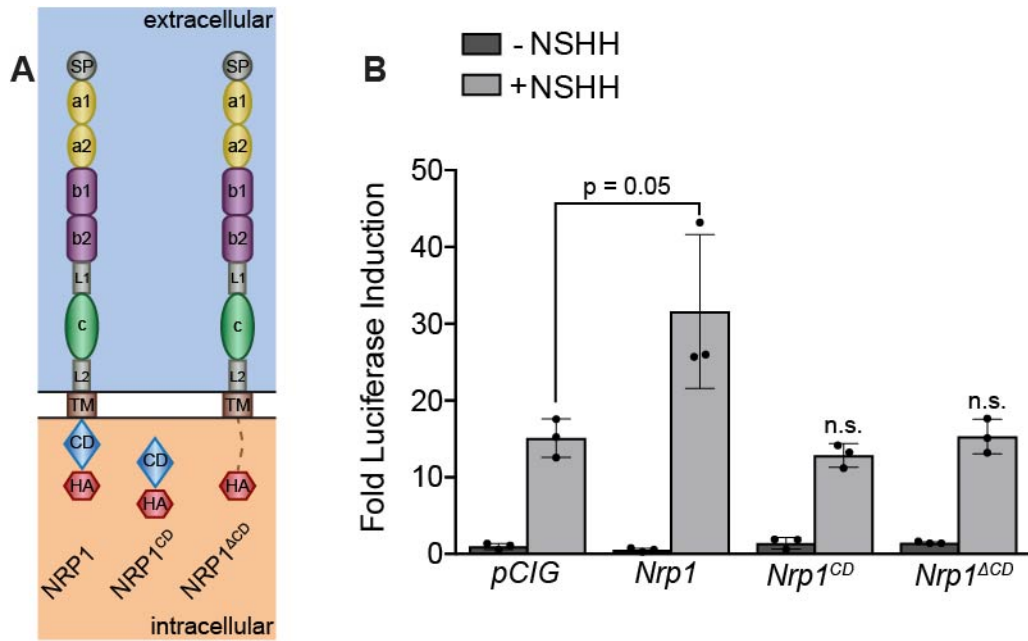 A
extracellular
SP SP
a1 a1
a2 a2
b1 b1
b2 b2
L1 L1
c c
L2 L2
TM TM
CD CD
HA HA HA
NRP1 NRP1^CD NRP1^ΔCD
intracellular
B
- NSHH
+NSHH
Fold Luciferase Induction
50
40
30
20
10
0
p = 0.05
n.s. n.s.
pCIG Nrp1 Nrp1^CD Nrp1^ΔCD